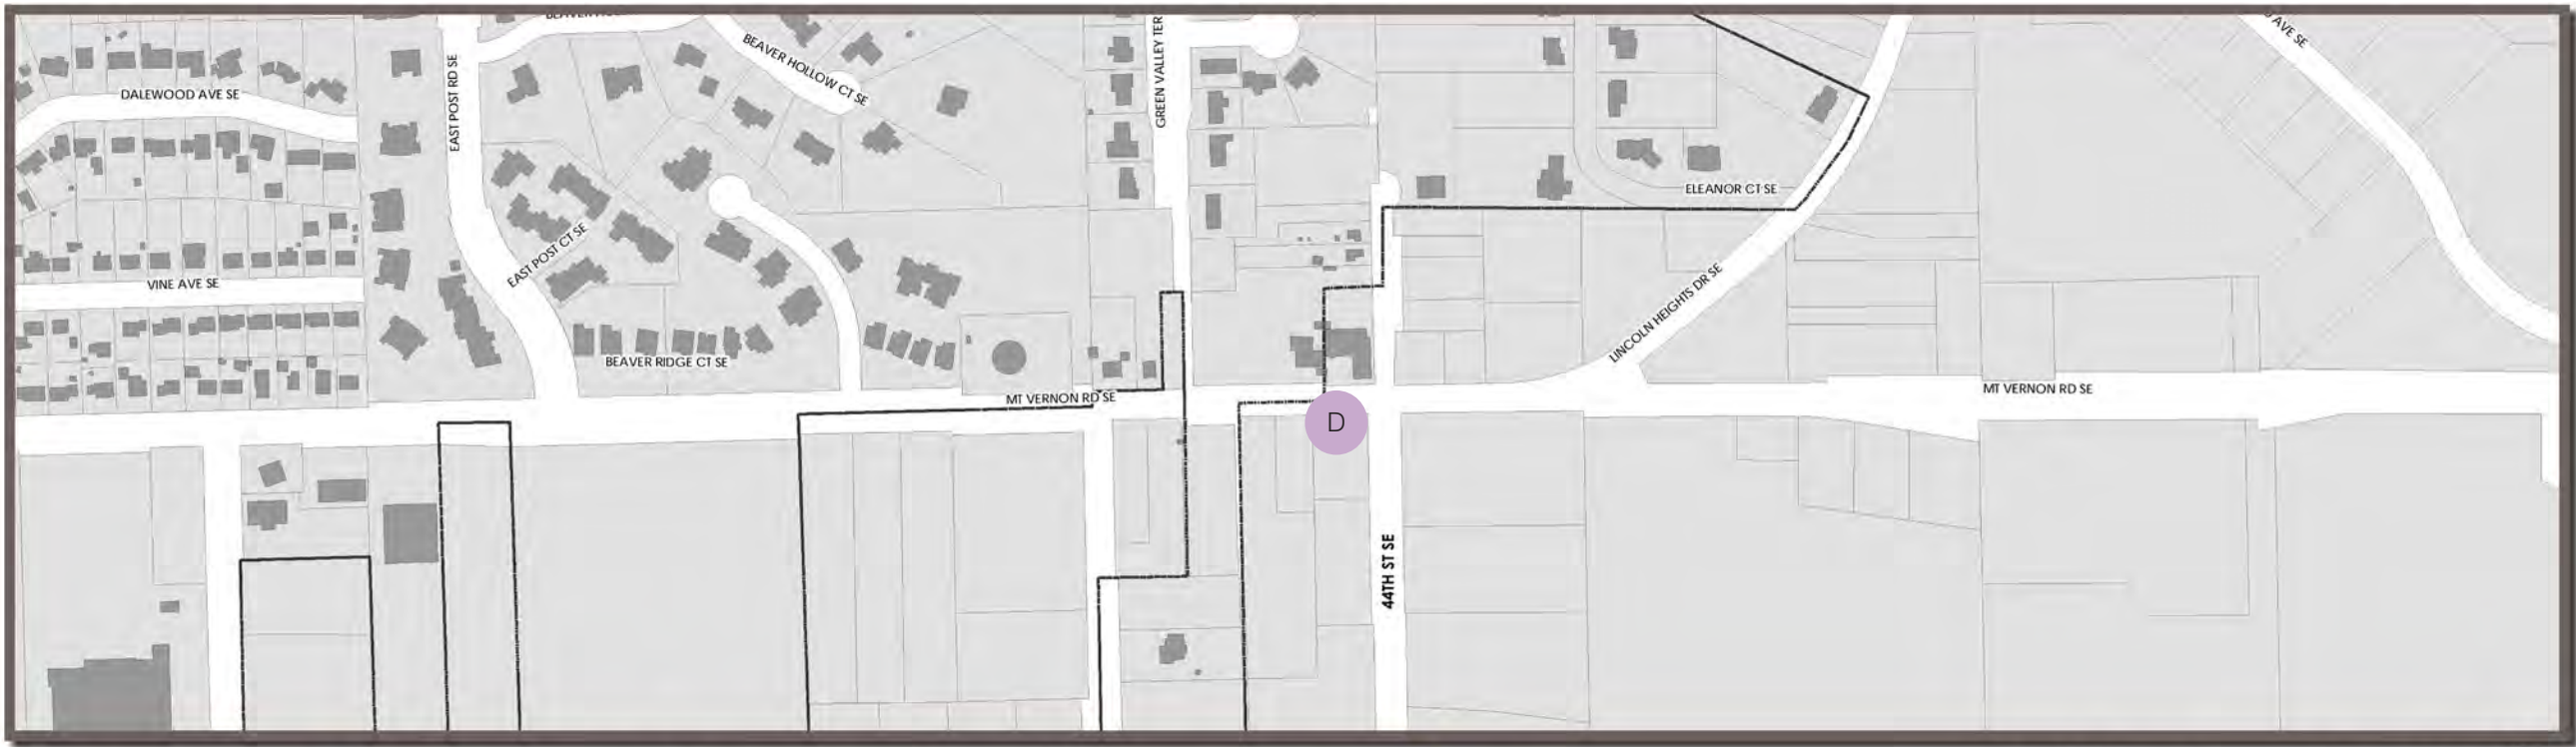 DALEWOOD AVE SE
EAST POST RD SE
BEAVER HOLLOW CT SE
GREEN VALLEY TER
AVE SE
ELEANOR CT SE
EAST POST CT SE
VINE AVE SE
LINCOLN HEIGHTS DR SE
BEAVER RIDGE CT SE
MT VERNON RD SE
MT VERNON RD SE
D
44TH ST SE